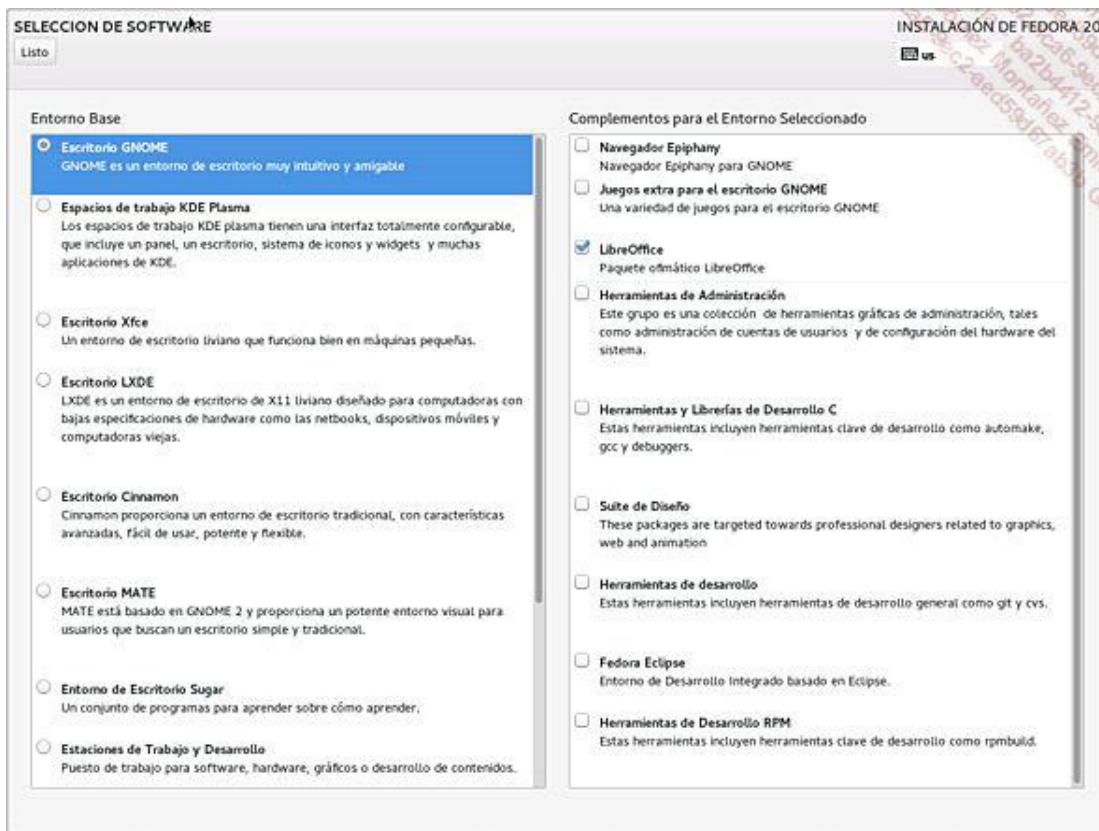 SELECCION DE SOFTWARE
INSTALACIÓN DE FEDORA 20
Listo
us
Entorno Base
Escritorio GNOME
GNOME es un entorno de escritorio muy intuitivo y amigable
Espacios de trabajo KDE Plasma
Los espacios de trabajo KDE plasma tienen una interfaz totalmente configurable,
que incluye un panel, un escritorio, sistema de iconos y widgets y muchas
aplicaciones de KDE.
Escritorio Xfce
Un entorno de escritorio liviano que funciona bien en máquinas pequeñas.
Escritorio LXDE
LXDE es un entorno de escritorio de X11 liviano diseñado para computadoras con
bajas especificaciones de hardware como las netbooks, dispositivos móviles y
computadoras viejas.
Escritorio Cinnamon
Cinnamon proporciona un entorno de escritorio tradicional, con características
avanzadas, fácil de usar, potente y flexible.
Escritorio MATE
MATE está basado en GNOME 2 y proporciona un potente entorno visual para
usuarios que buscan un escritorio simple y tradicional.
Entorno de Escritorio Sugar
Un conjunto de programas para aprender sobre cómo aprender.
Estaciones de Trabajo y Desarrollo
Puesto de trabajo para software, hardware, gráficos o desarrollo de contenidos.
Complementos para el Entorno Seleccionado
Navegador Epiphany
Navegador Epiphany para GNOME
Juegos extra para el escritorio GNOME
Una variedad de juegos para el escritorio GNOME
LibreOffice
Paquete ofimático LibreOffice
Herramientas de Administración
Este grupo es una colección de herramientas gráficas de administración, tales
como administración de cuentas de usuarios y de configuración del hardware del
sistema.
Herramientas y Librerías de Desarrollo C
Estas herramientas incluyen herramientas clave de desarrollo como automake,
gcc y debuggers.
Suite de Diseño
These packages are targeted towards professional designers related to graphics,
web and animation
Herramientas de desarrollo
Estas herramientas incluyen herramientas de desarrollo general como git y cvs.
Fedora Eclipse
Entorno de Desarrollo Integrado basado en Eclipse.
Herramientas de Desarrollo RPM
Estas herramientas incluyen herramientas clave de desarrollo como rpmbuild.